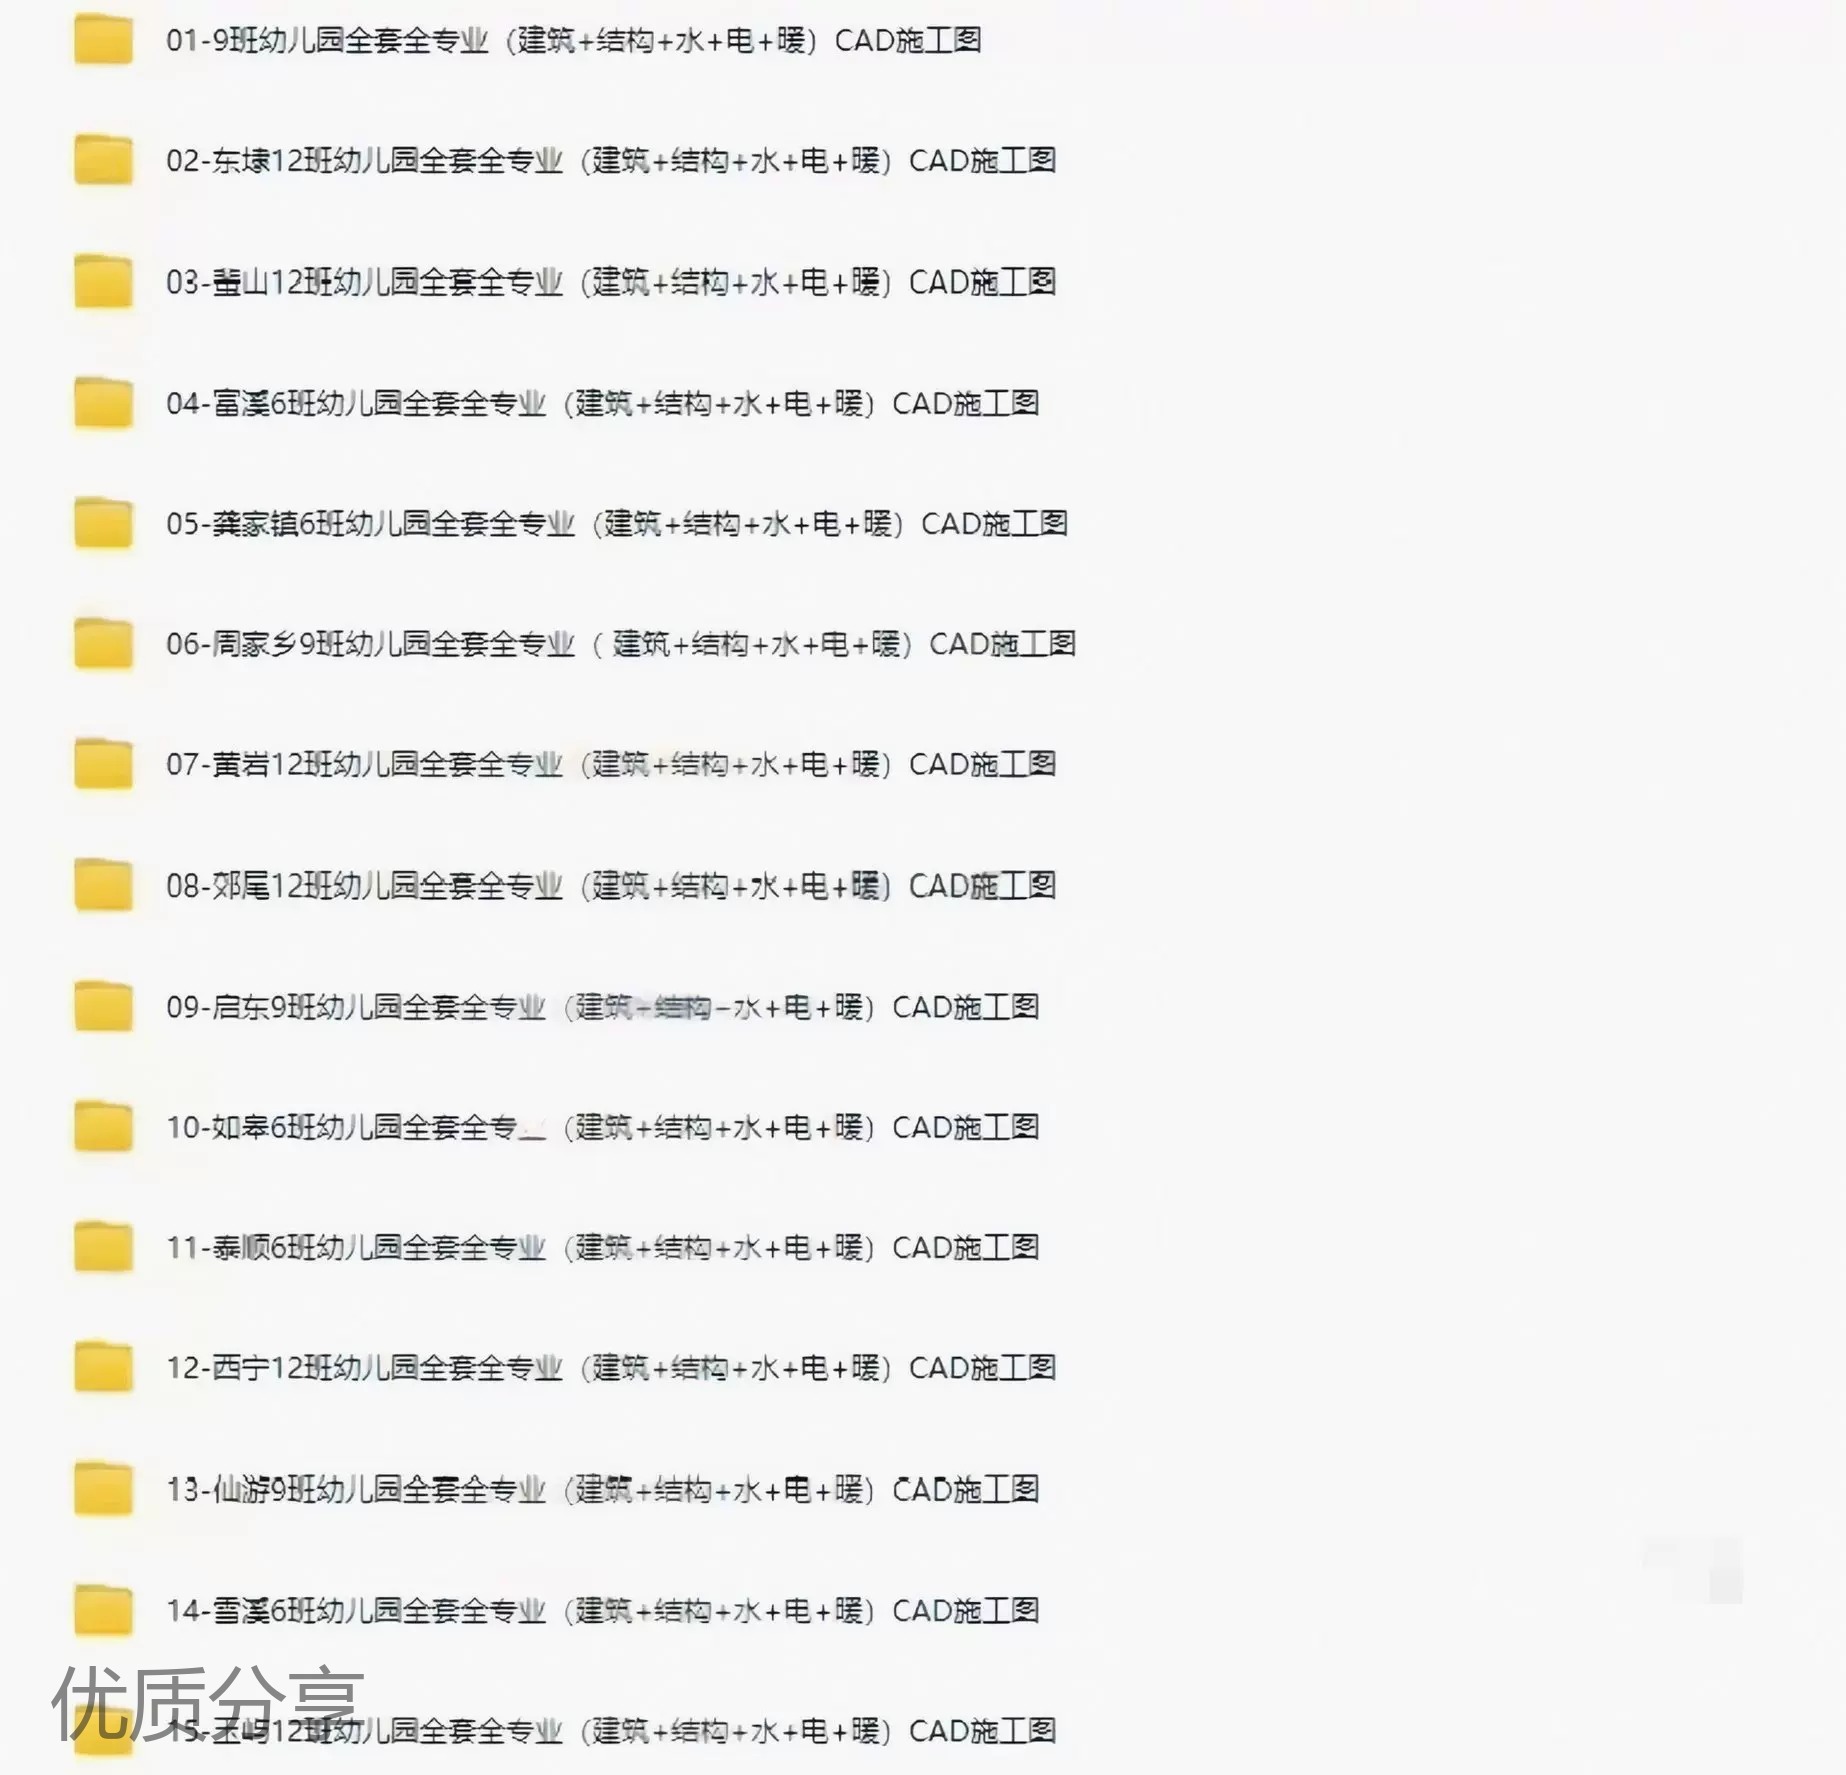 01-9班幼儿园全套全专业（建筑+结构+水+电+暖）CAD施工图
02-东埭12班幼儿园全套全专业（建筑+结构+水+电+暖）CAD施工图
03-山12班幼儿园全套全专业（建筑+结构+水+电+暖）CAD施工图
04-富溪6班幼儿园全套全专业（建筑+结构+水+电+暖）CAD施工图
05-龚家镇6班幼儿园全套全专业（建筑+结构+水+电+暖）CAD施工图
06-周家乡9班幼儿园全套全专业（ 建筑+结构+水+电+暖）CAD施工图
07-黄岩12班幼儿园全套全专业（建筑+结构+水+电+暖）CAD施工图
08-郊尾12班幼儿园全套全专业（建筑+结构+水+电+暖）CAD施工图
09-启东9班幼儿园全套全专业（建筑+结构-水+电+暖）CAD施工图
10-如皋6班幼儿园全套全专（建筑+结构+水+电+暖）CAD施工图
11-泰顺6班幼儿园全套全专业（建筑+结构+水+电+暖）CAD施工图
12-西宁12班幼儿园全套全专业（建筑+结构+水+电+暖）CAD施工图
13-仙游9班幼儿园全套全专业（建筑+结构+水+电+暖）CAD施工图
14-雪溪6班幼儿园全套全专业（建筑+结构+水+电+暖）CAD施工图
优质分享
15-12班幼儿园全套全专业（建筑+结构+水+电+暖）CAD施工图